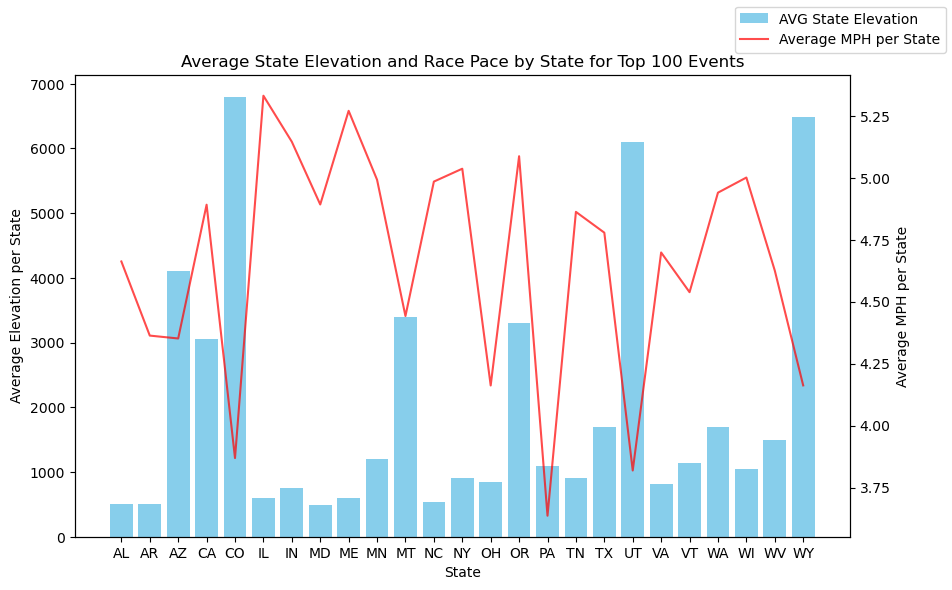 AVG State Elevation
Average MPH per State
Average State Elevation and Race Pace by State for Top 100 Events
Average Elevation per State
7000
6000
5000
4000
3000
2000
1000
0
5.25
5.00
4.75
4.50
4.25
4.00
3.75
Average MPH per State
AL AR AZ CA CO IL IN MD ME MN MT NC NY OH OR PA TN TX UT VA VT WA WI WV WY
State